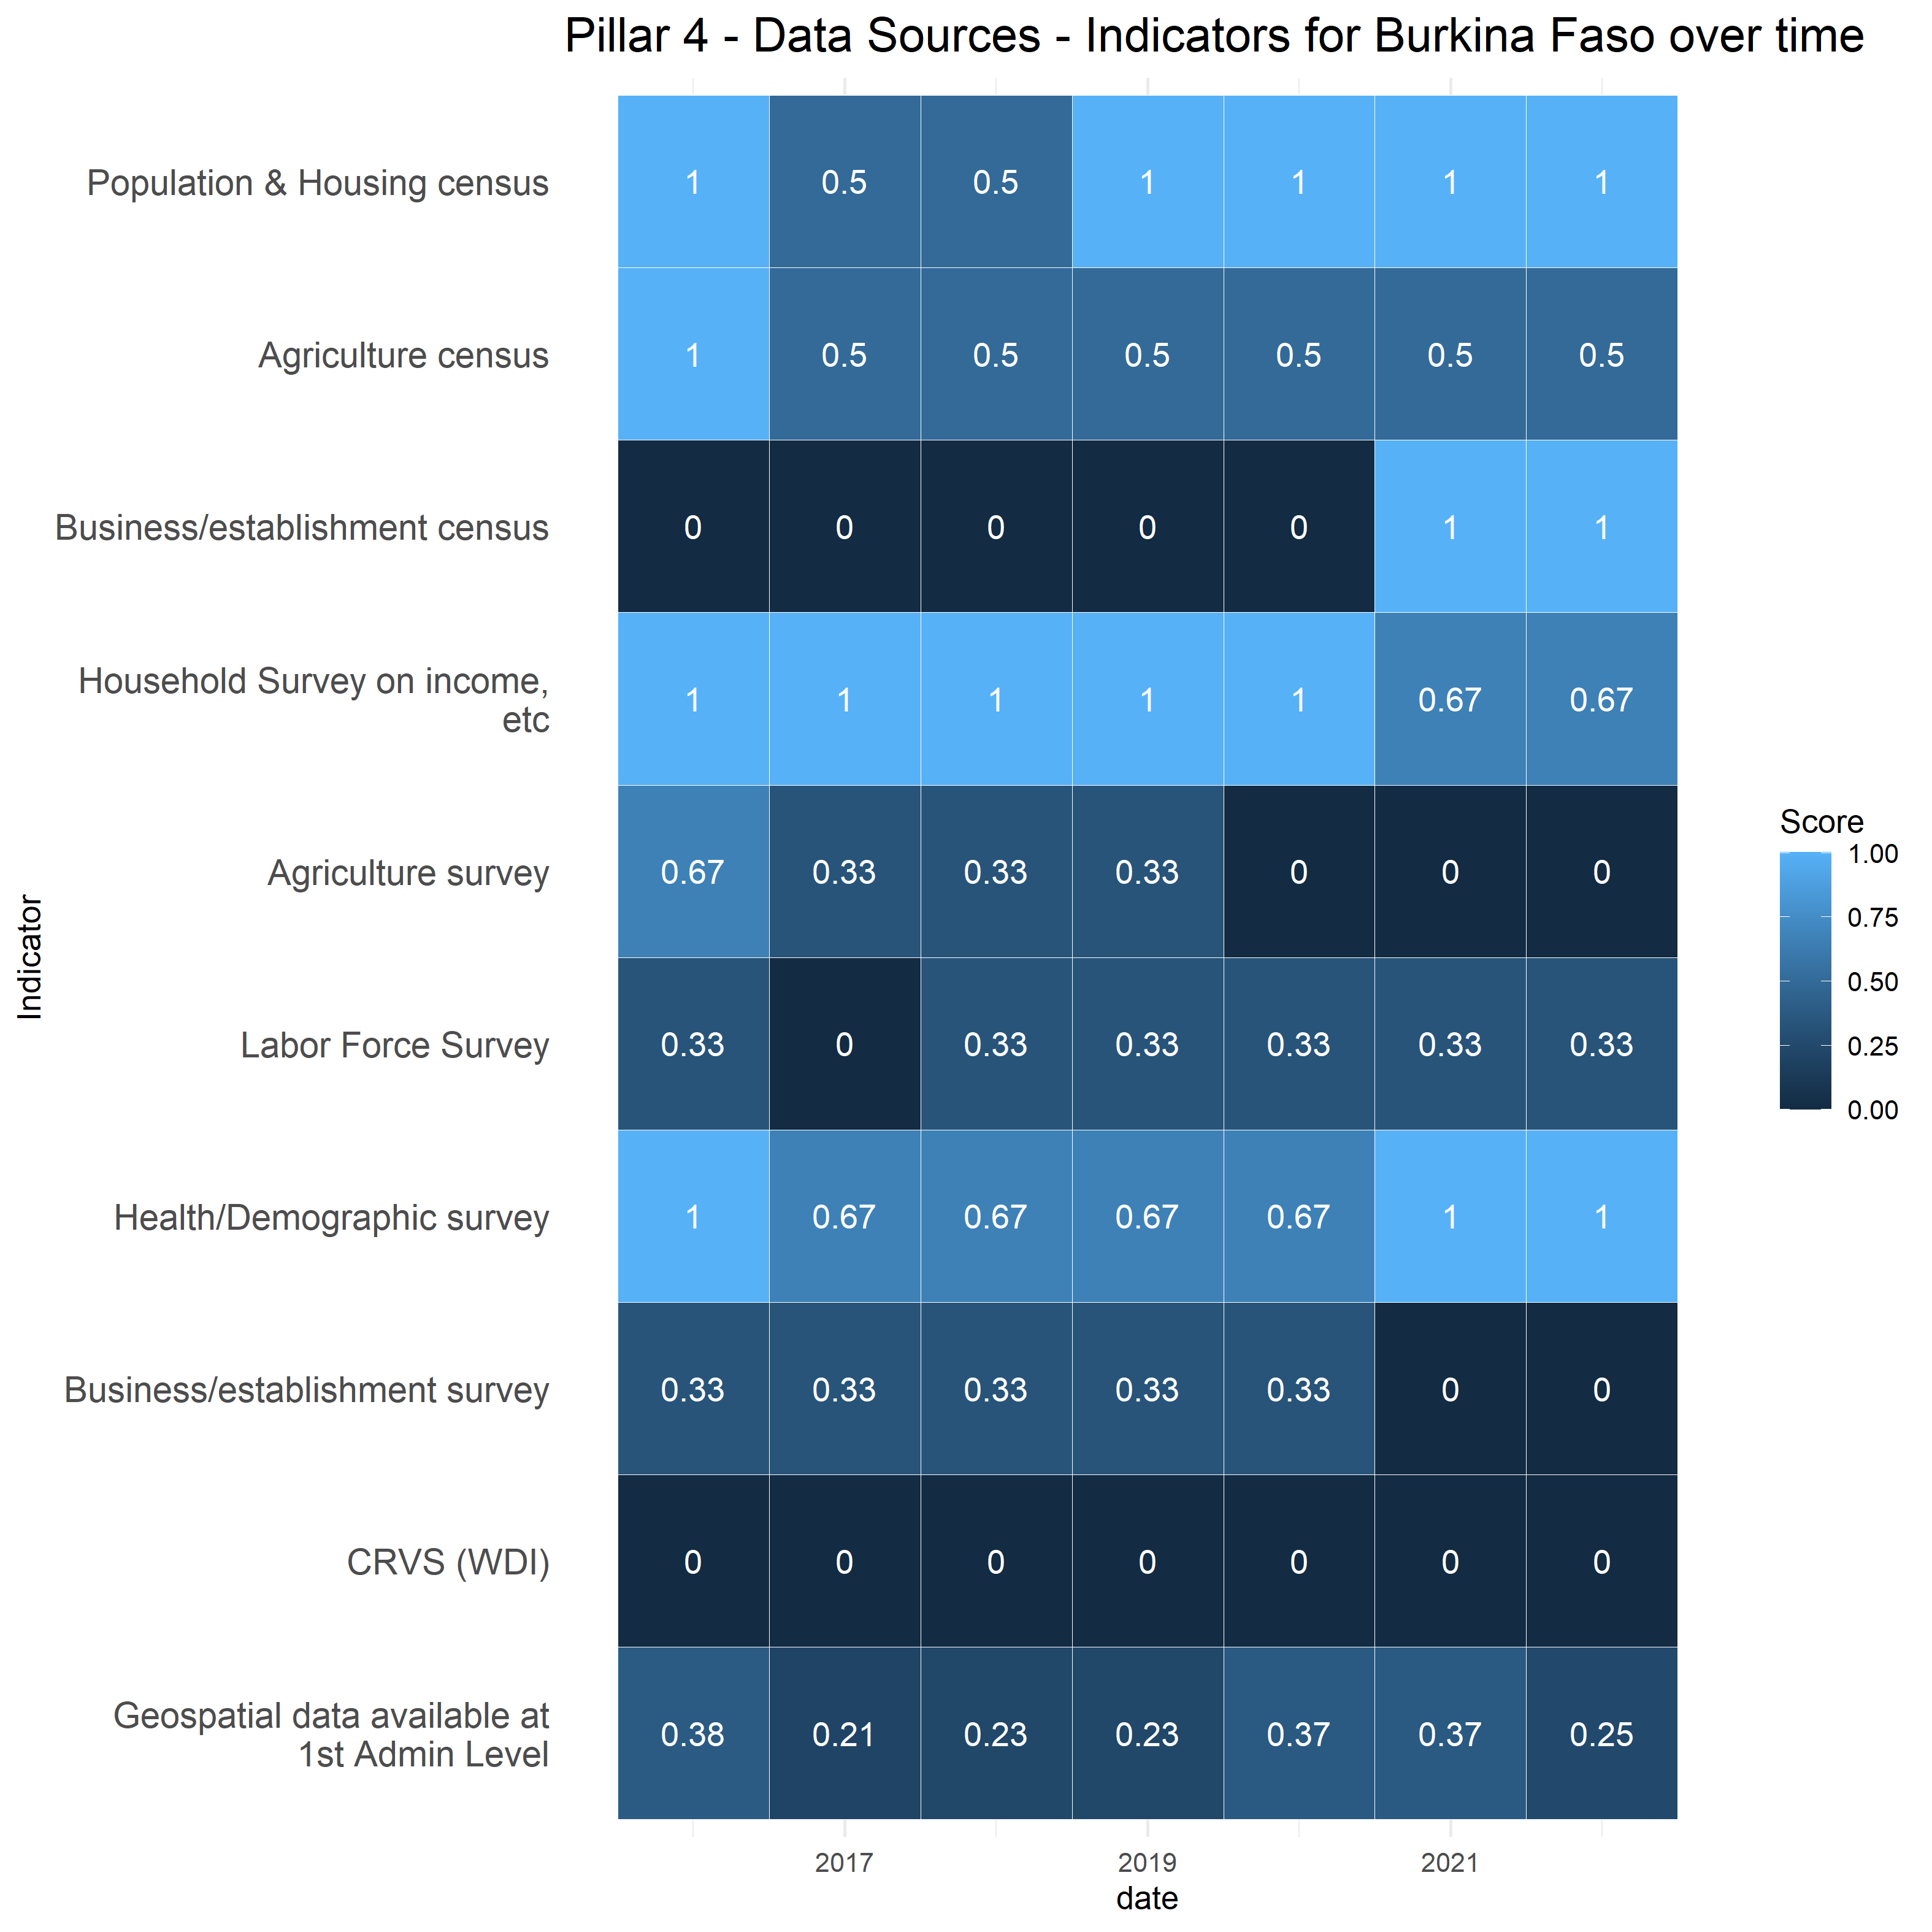 Pillar 4 - Data Sources - Indicators for Burkina Faso over time
Population & Housing census
1 0.5 0.5 1 1 1 1
Agriculture census
1 0.5 0.5 0.5 0.5 0.5 0.5
Business/establishment census
0 0 0 0 0 1 1
Household Survey on income,
etc
1 1 1 1 1 0.67 0.67
Agriculture survey
0.67 0.33 0.33 0.33 0 0 0
Labor Force Survey
0.33 0 0.33 0.33 0.33 0.33 0.33
Health/Demographic survey
1 0.67 0.67 0.67 0.67 1 1
Business/establishment survey
0.33 0.33 0.33 0.33 0.33 0 0
CRVS (WDI)
0 0 0 0 0 0 0
Geospatial data available at
1st Admin Level
0.38 0.21 0.23 0.23 0.37 0.37 0.25
2017 2019 2021
date
Indicator
Score
1.00
0.75
0.50
0.25
0.00